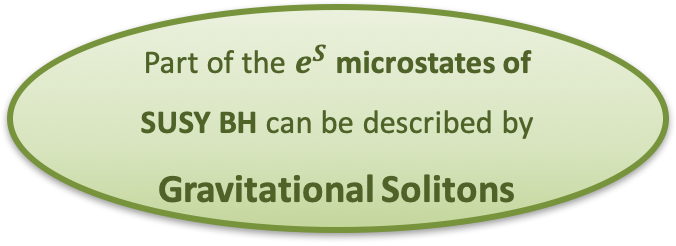 Part of the e^S microstates of
SUSY BH can be described by
Gravitational Solitons